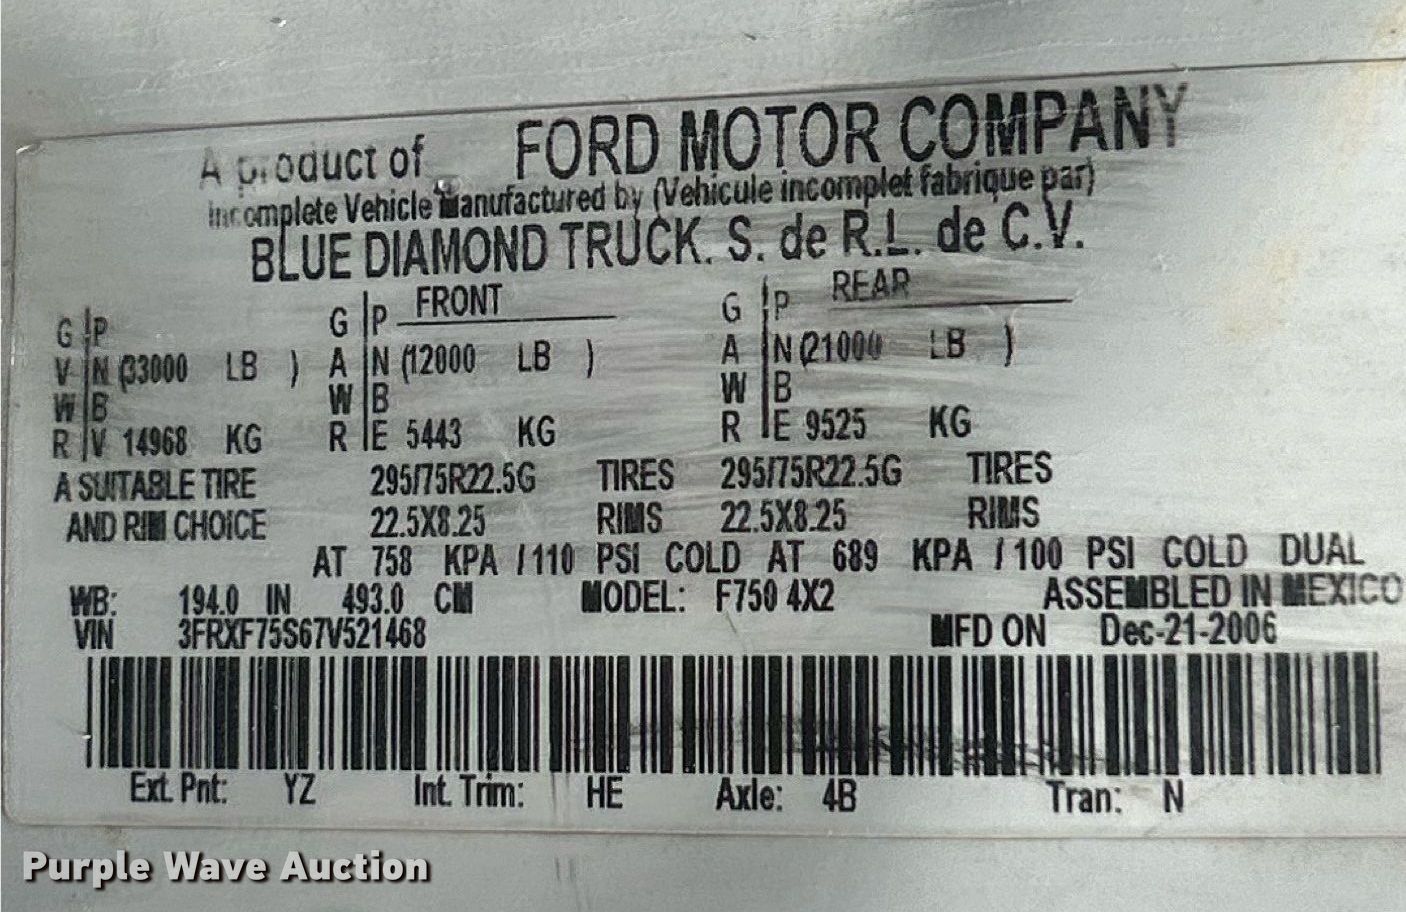 A product of FORD MOTOR COMPANY
Incomplete Vehicle Manufactured by (Vehicule incomplet fabrique par)
BLUE DIAMOND TRUCK. S. de R.L. de C.V.
G P G P FRONT G P REAR
V N (33000 LB ) A N (12000 LB ) A N (21000 LB )
W B W B W B
R V 14968 KG R E 5443 KG R E 9525 KG
A SUITABLE TIRE 295/75R22.5G TIRES 295/75R22.5G TIRES
AND RIM CHOICE 22.5X8.25 RIMS 22.5X8.25 RIMS
AT 758 KPA / 110 PSI COLD AT 689 KPA / 100 PSI COLD DUAL
WB: 194.0 IN 493.0 CM MODEL: F750 4X2 ASSEMBLED IN MEXICO
VIN 3FRXF75S67V521468 MFD ON Dec-21-2006
Ext. Pnt: YZ Int. Trim: HE Axle: 4B Tran: N
Purple Wave Auction